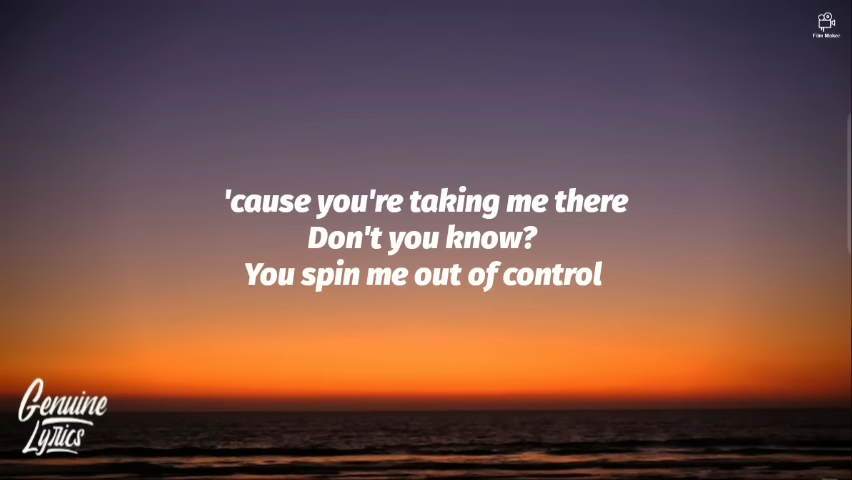 Film Maker
'cause you're taking me there
Don't you know?
You spin me out of control
Genuine
Lyrics